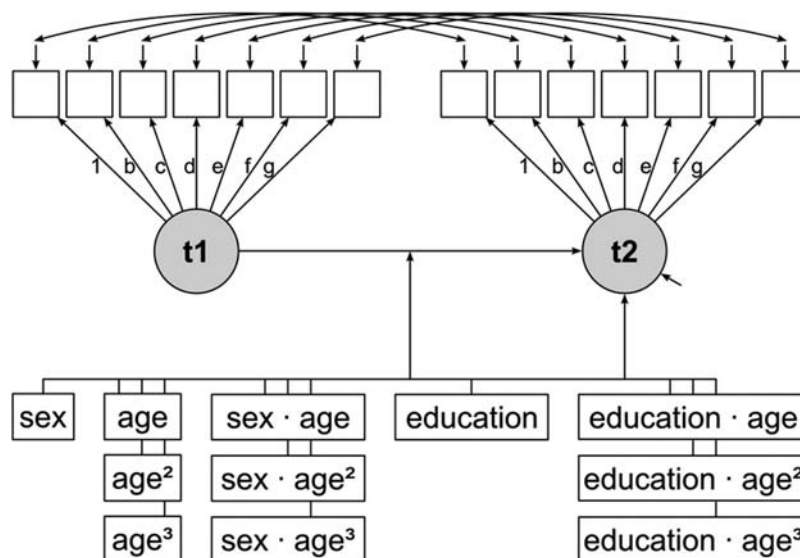 1 b c d e f g 1 b c d e f g
t1 t2
sex age sex · age education education · age
age² sex · age² education · age²
age³ sex · age³ education · age³